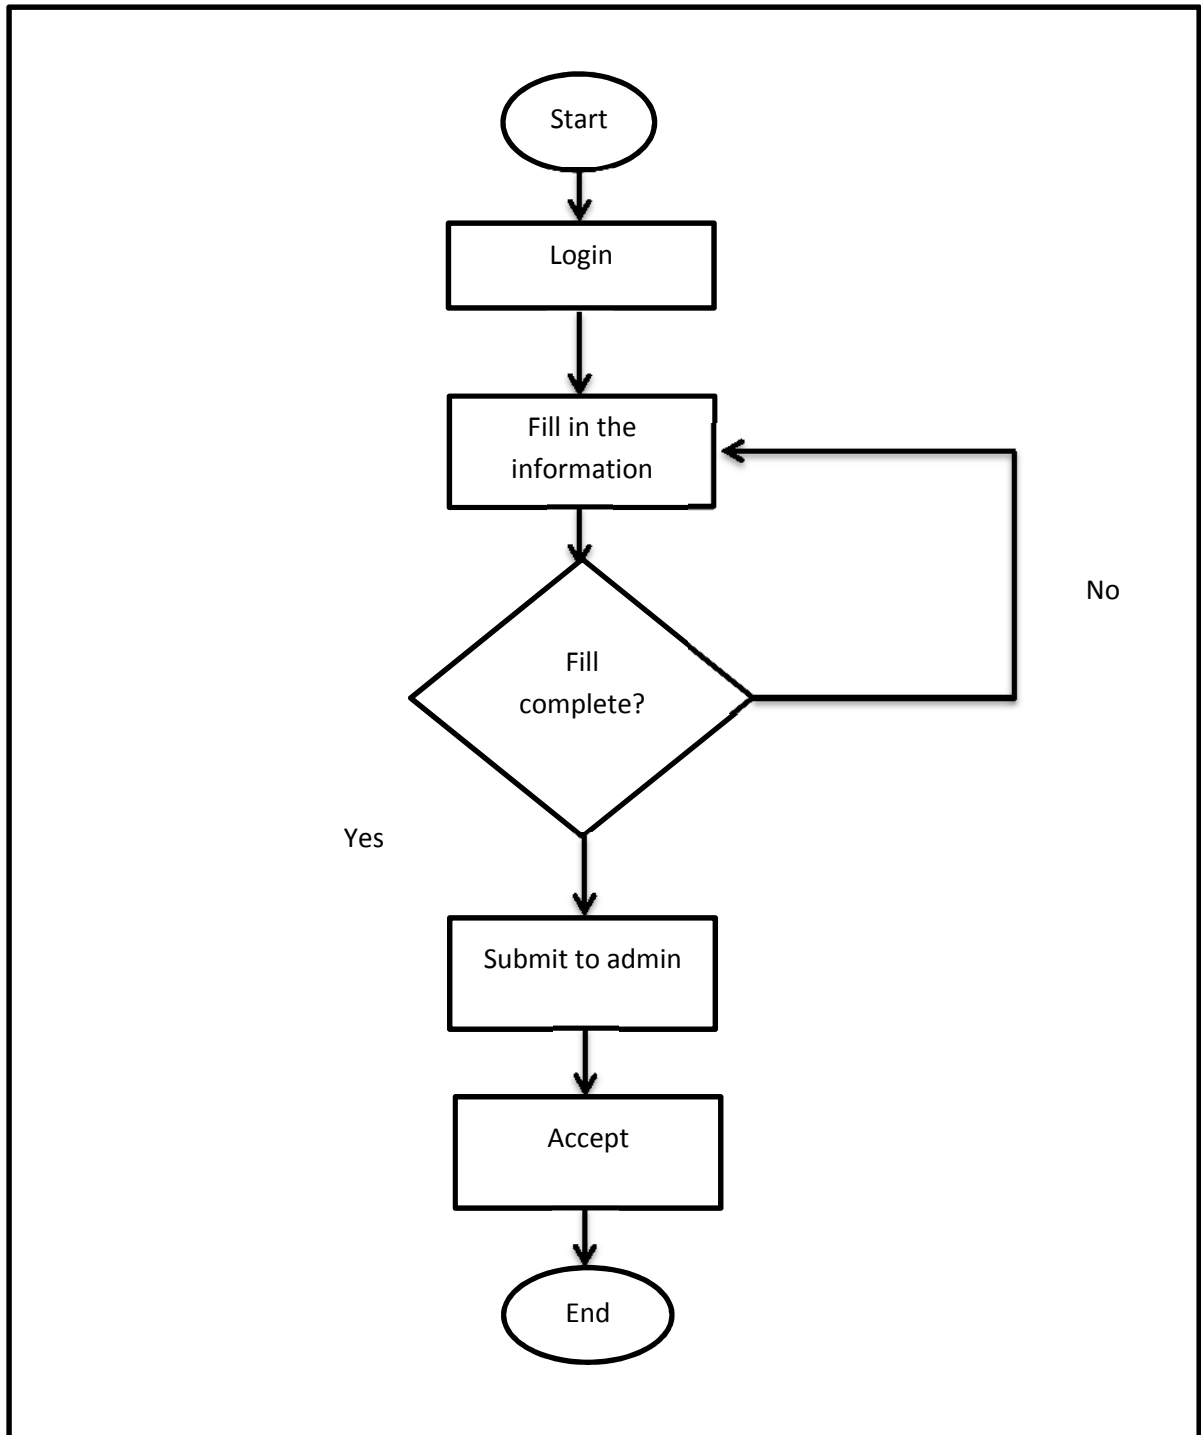 Start
Login
Fill in the
information
No
Fill
complete?
Yes
Submit to admin
Accept
End